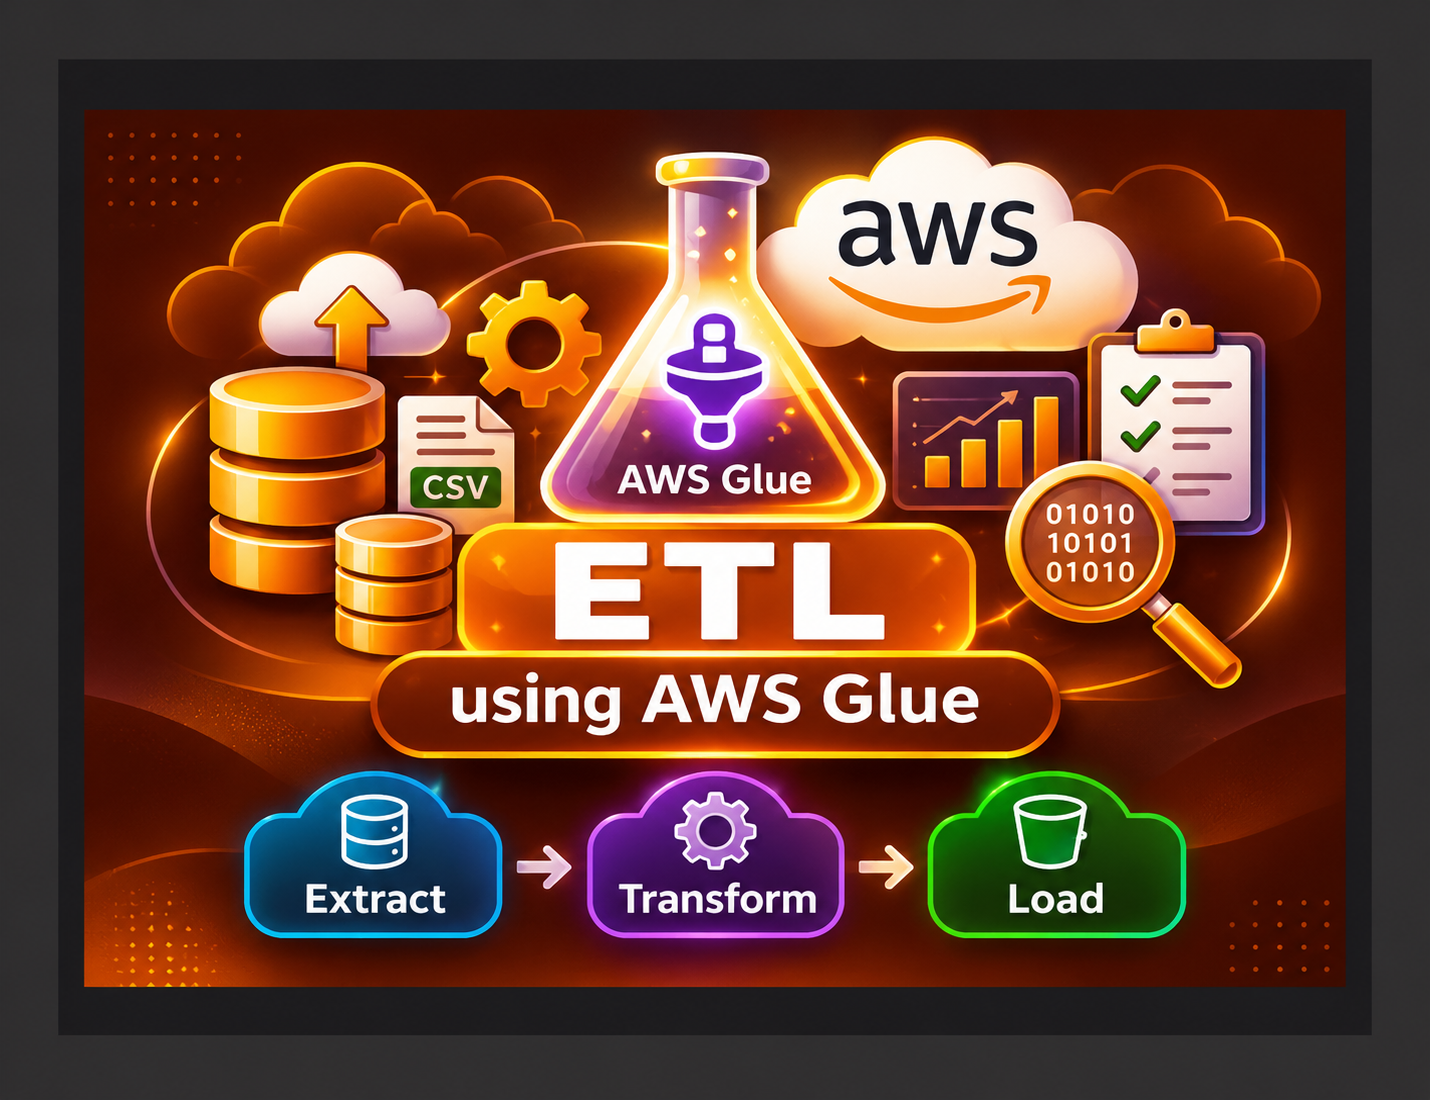 aws
CSV
AWS Glue
01010
10101
01010
ETL
using AWS Glue
Extract
Transform
Load